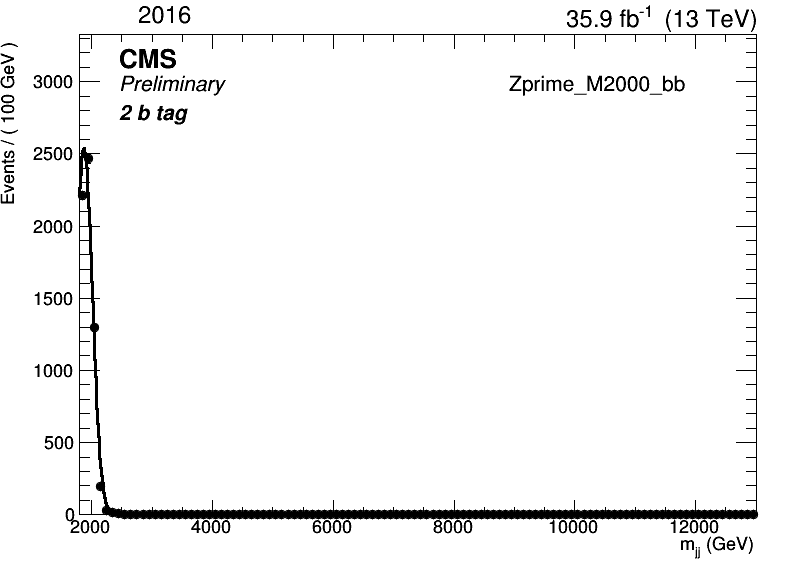 2016
35.9 fb⁻¹ (13 TeV)
CMS
Preliminary
2 b tag
Zprime_M2000_bb
Events / ( 100 GeV )
3000
2500
2000
1500
1000
500
0
2000 4000 6000 8000 10000 12000
m_jj (GeV)